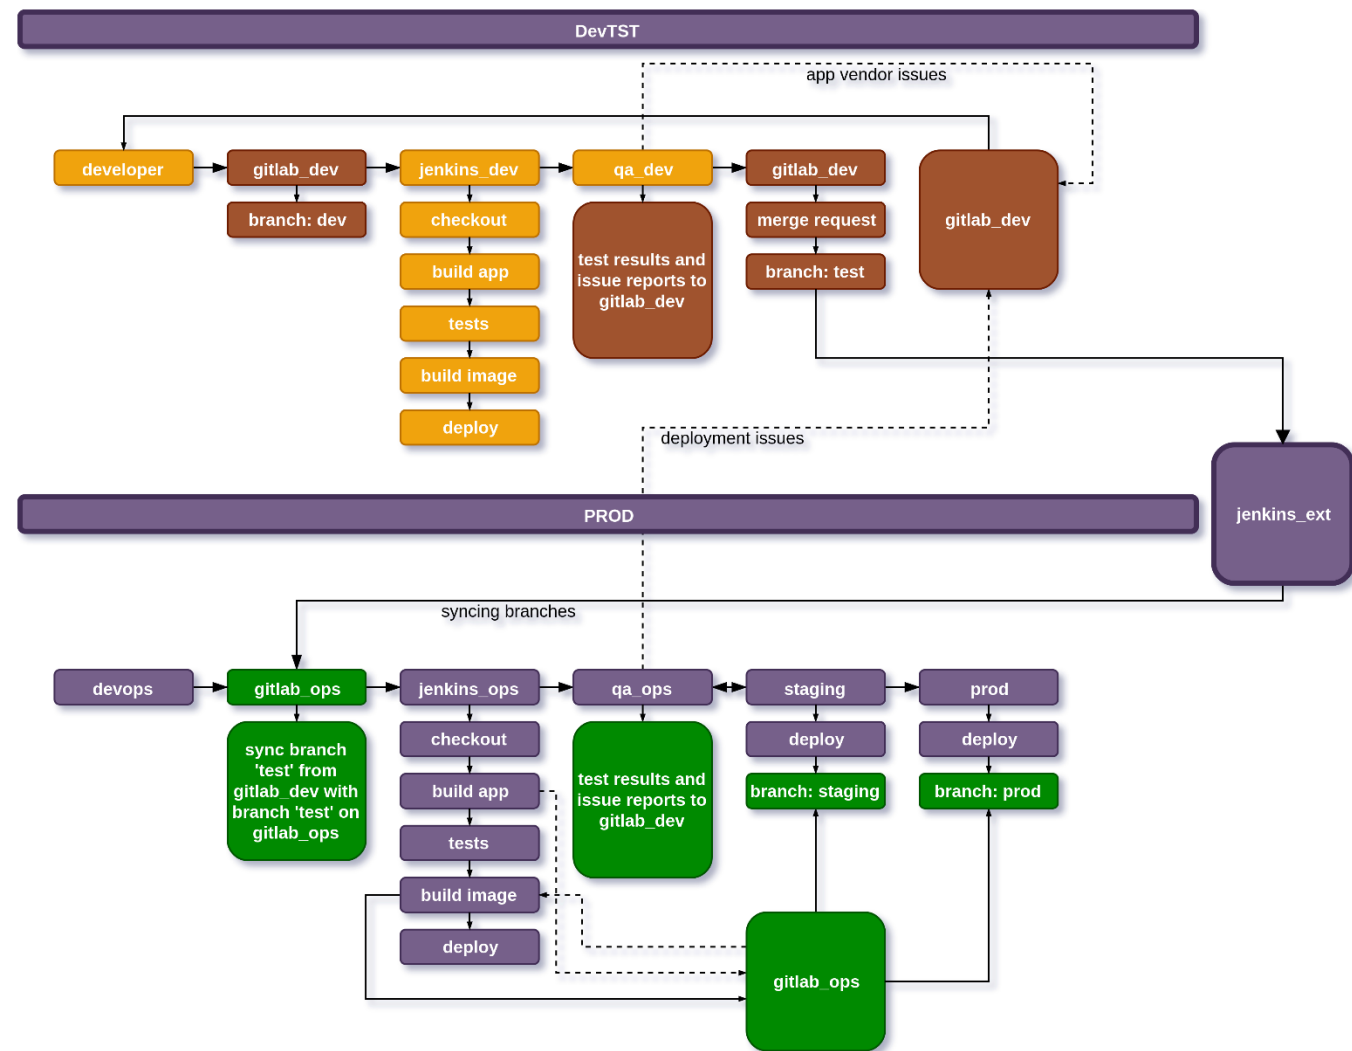 DevTST
app vendor issues
developer
gitlab_dev
jenkins_dev
qa_dev
gitlab_dev
gitlab_dev
branch: dev
checkout
build app
tests
build image
deploy
test results and
issue reports to
gitlab_dev
merge request
branch: test
deployment issues
jenkins_ext
PROD
syncing branches
devops
gitlab_ops
jenkins_ops
qa_ops
staging
prod
sync branch
'test' from
gitlab_dev with
branch 'test' on
gitlab_ops
checkout
build app
tests
build image
deploy
test results and
issue reports to
gitlab_dev
deploy
branch: staging
deploy
branch: prod
gitlab_ops